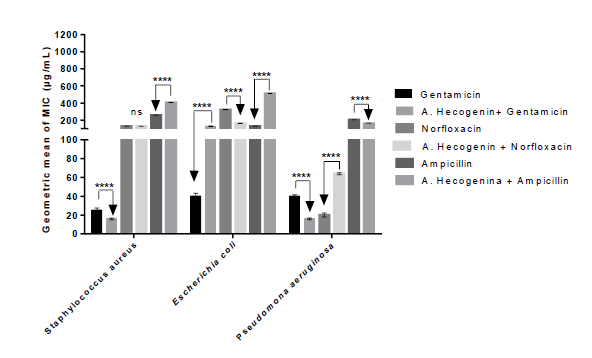 Geometric mean of MIC (µg/mL)
1200
1000
800
600
400
200
100
80
60
40
20
0
****
ns
****
****
****
****
****
****
****
Staphylococcus aureus
Escherichia coli
Pseudomona aeruginosa
Gentamicin
A. Hecogenin+ Gentamicin
Norfloxacin
A. Hecogenin + Norfloxacin
Ampicillin
A. Hecogenina + Ampicillin